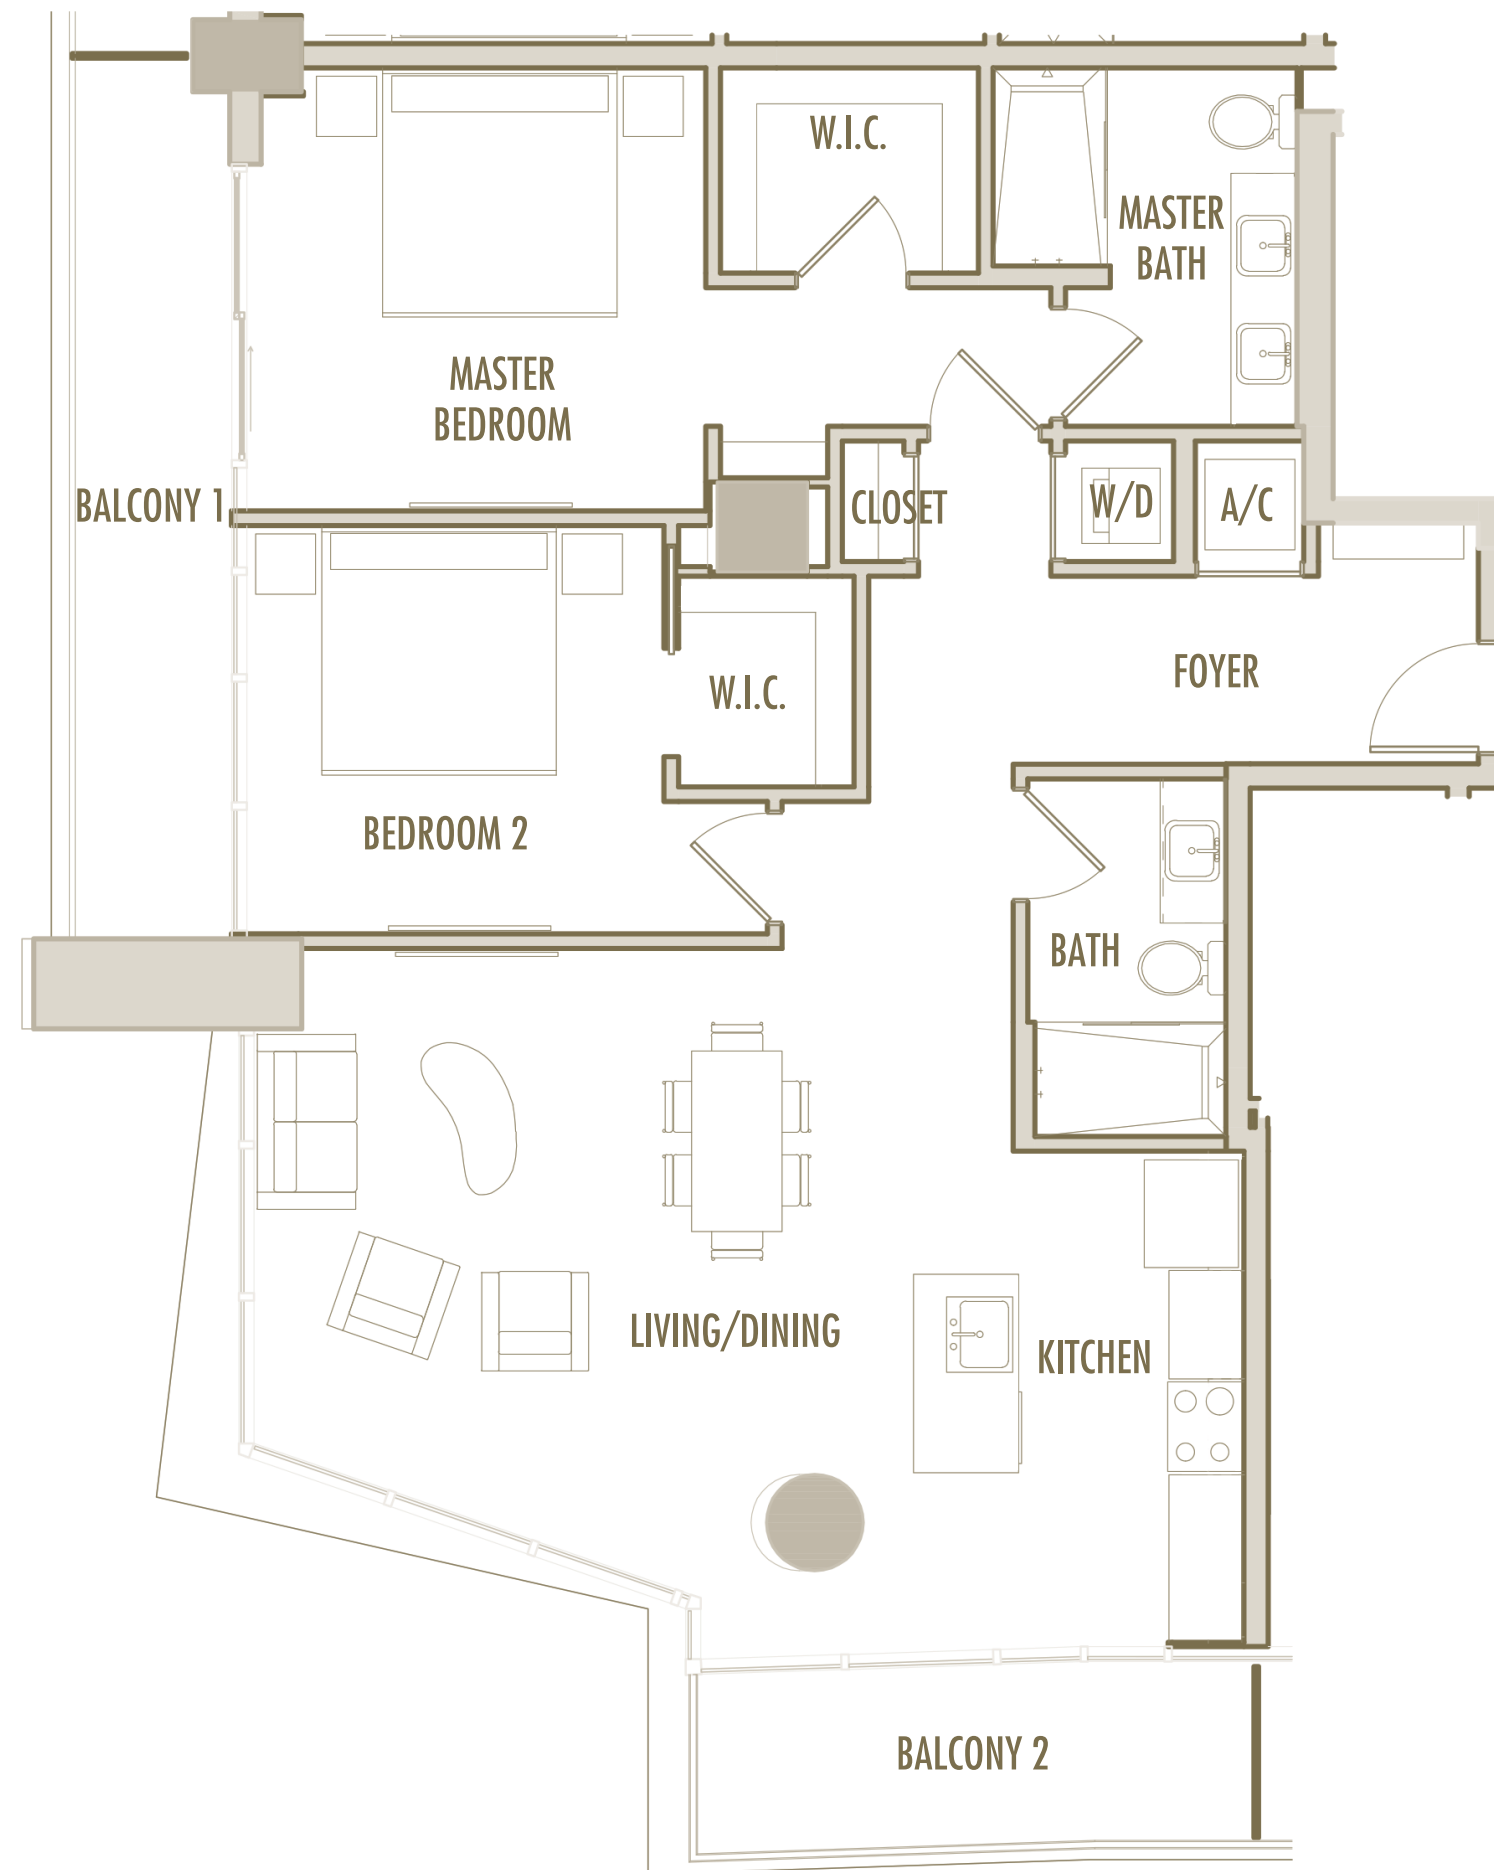 W.I.C.
MASTER
BATH
MASTER
BEDROOM
BALCONY 1
CLOSET
W/D
A/C
FOYER
W.I.C.
BEDROOM 2
BATH
LIVING/DINING
KITCHEN
BALCONY 2